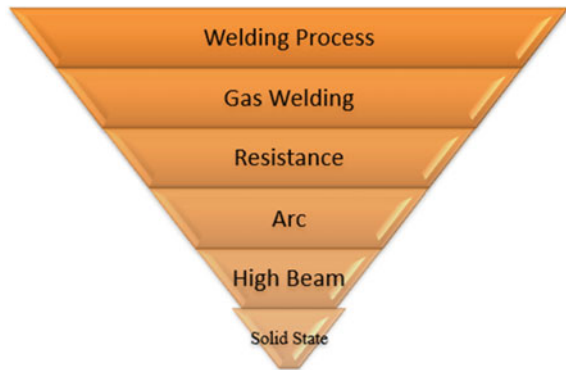 Welding Process
Gas Welding
Resistance
Arc
High Beam
Solid State